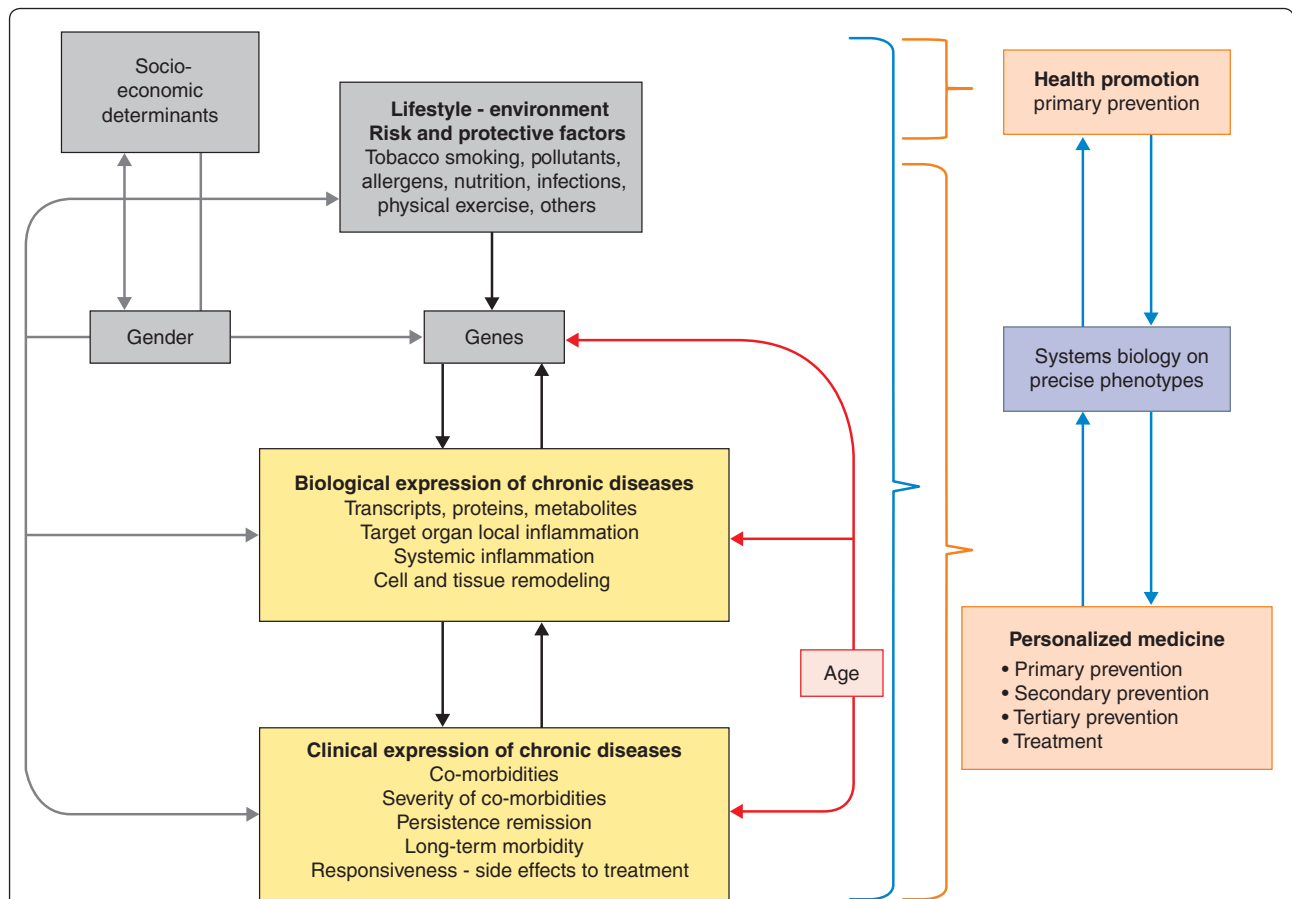 Socio-
economic
determinants
Lifestyle - environment
Risk and protective factors
Tobacco smoking, pollutants,
allergens, nutrition, infections,
physical exercise, others
Gender
Genes
Biological expression of chronic diseases
Transcripts, proteins, metabolites
Target organ local inflammation
Systemic inflammation
Cell and tissue remodeling
Age
Clinical expression of chronic diseases
Co-morbidities
Severity of co-morbidities
Persistence remission
Long-term morbidity
Responsiveness - side effects to treatment
Health promotion
primary prevention
Systems biology on
precise phenotypes
Personalized medicine
• Primary prevention
• Secondary prevention
• Tertiary prevention
• Treatment